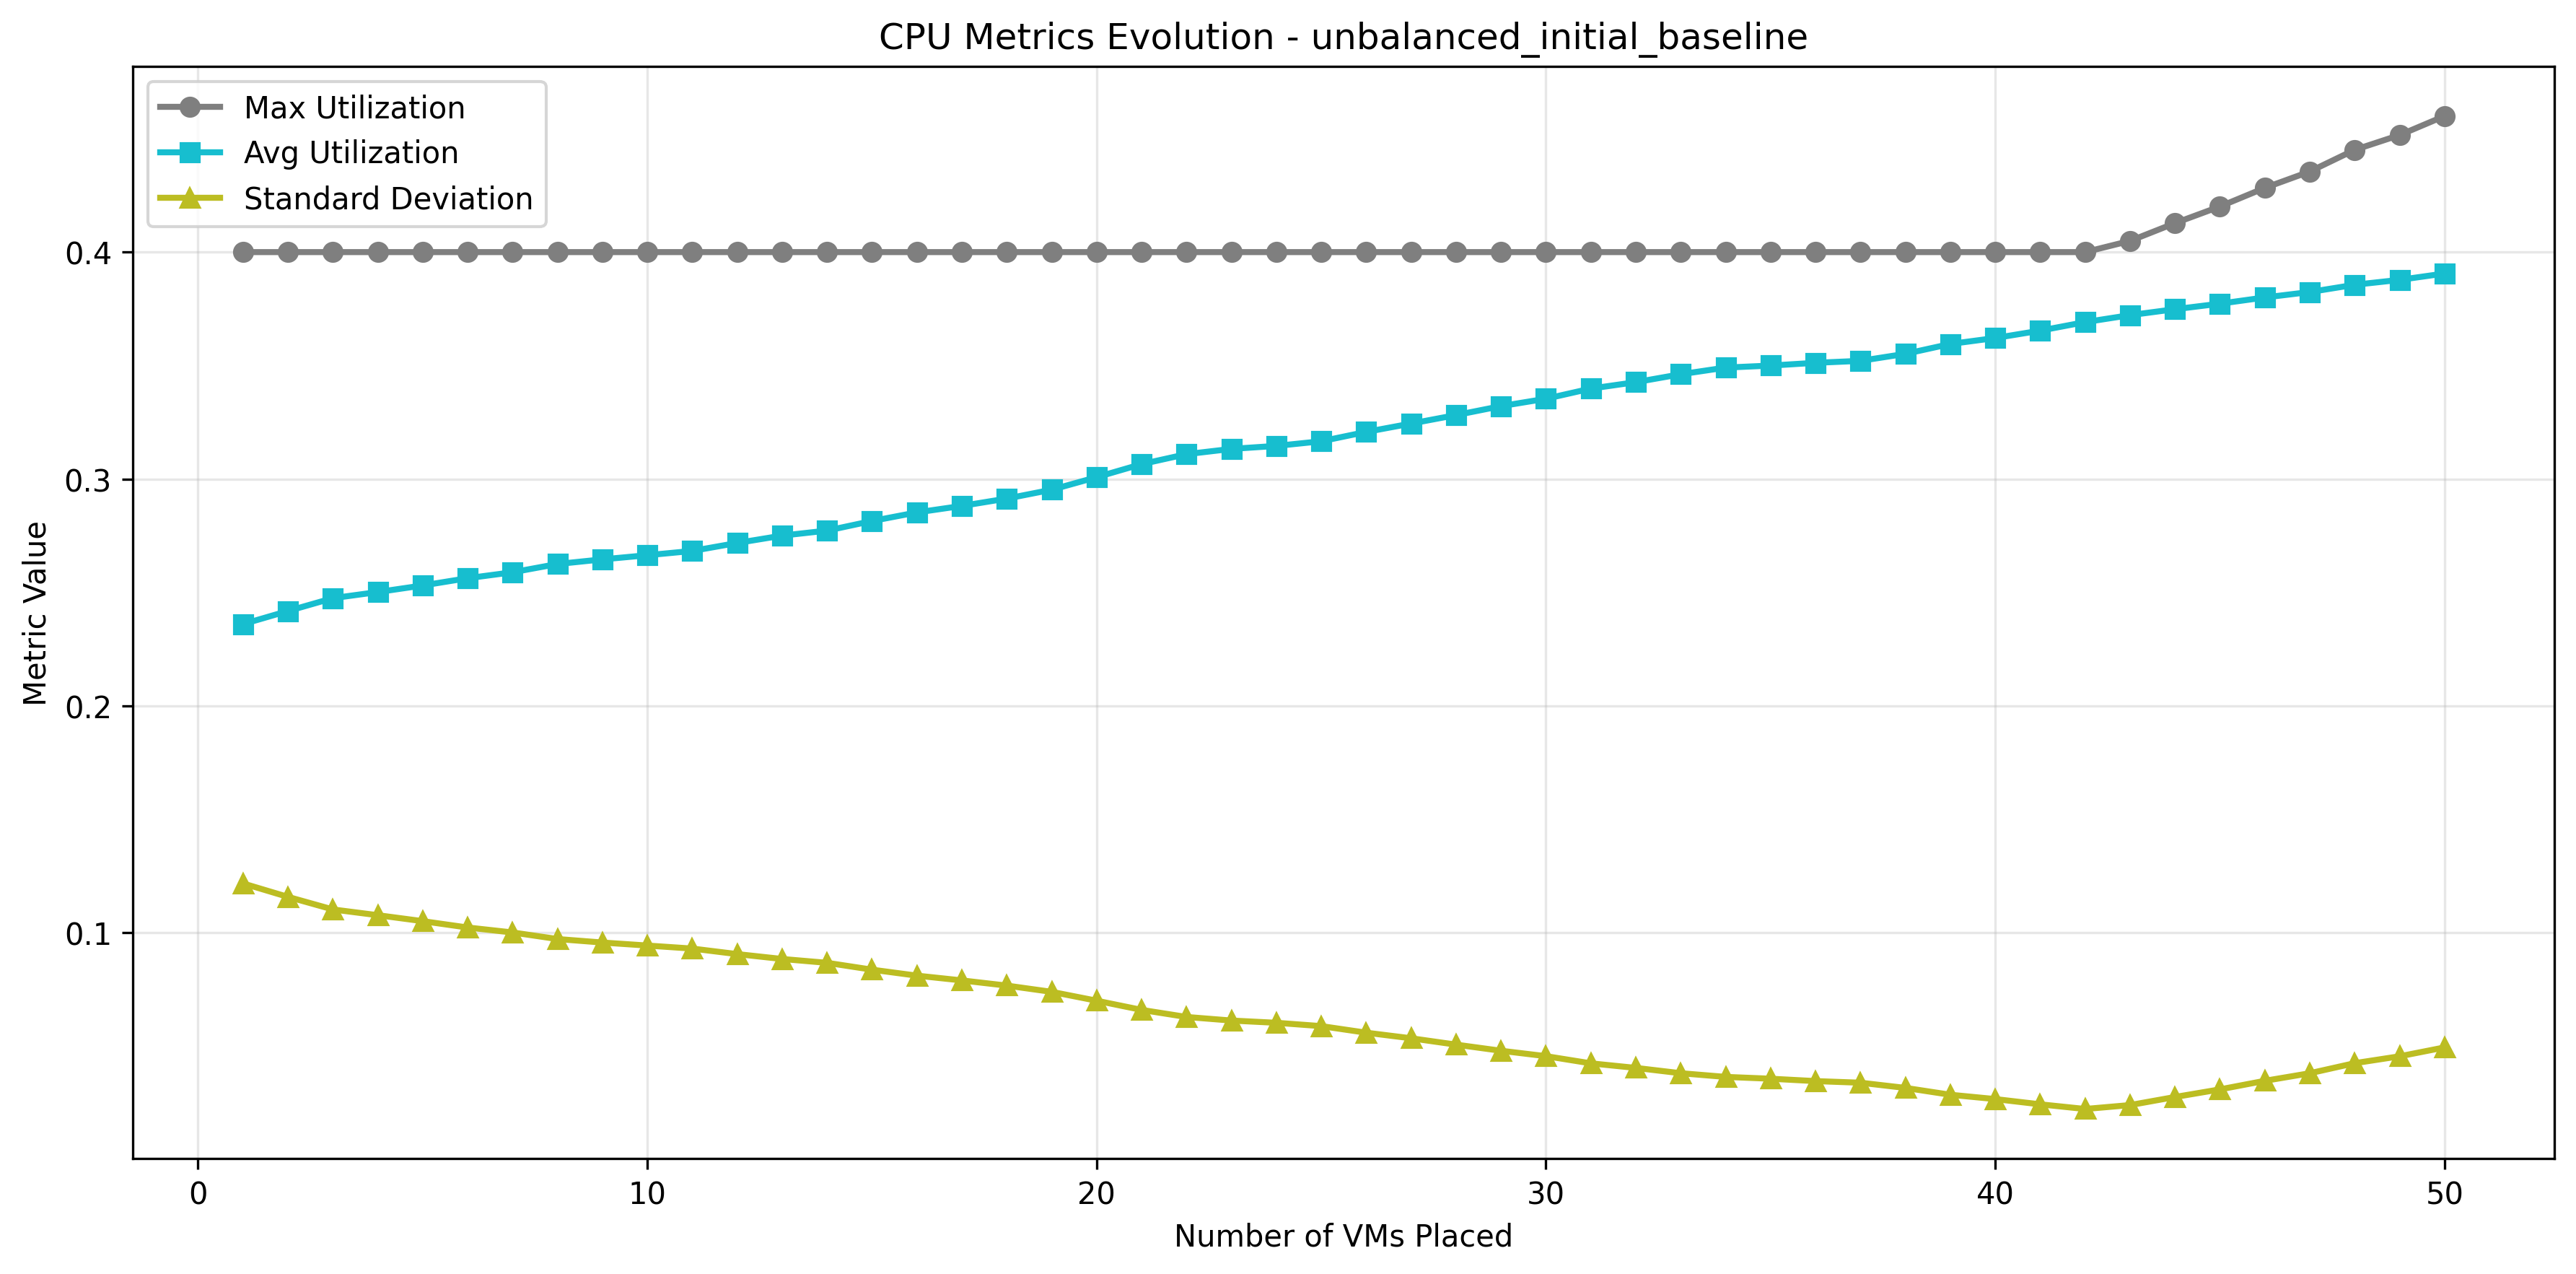 CPU Metrics Evolution - unbalanced_initial_baseline
Max Utilization
Avg Utilization
Standard Deviation
Metric Value
0.4
0.3
0.2
0.1
0 10 20 30 40 50
Number of VMs Placed